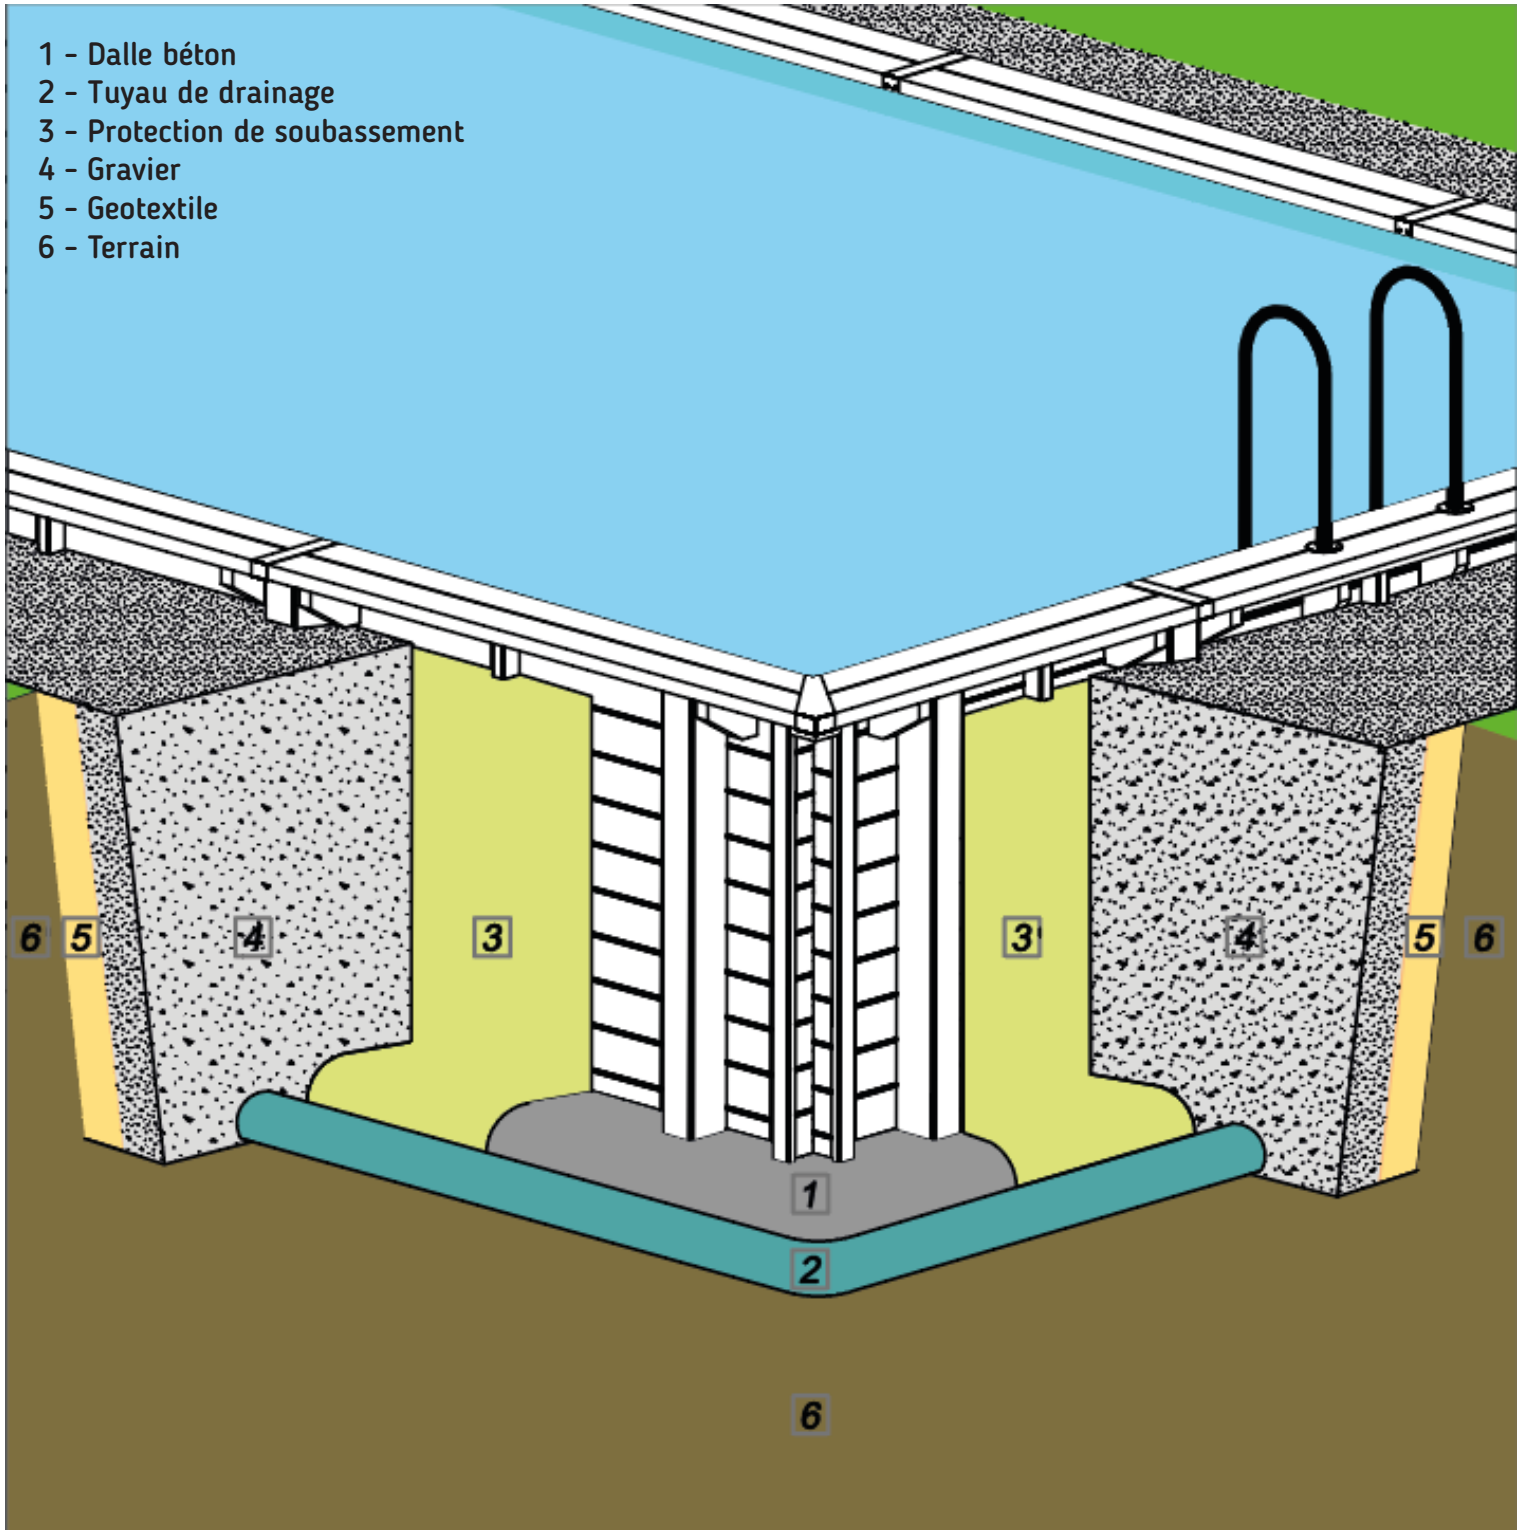 1 - Dalle béton
2 - Tuyau de drainage
3 - Protection de soubassement
4 - Gravier
5 - Geotextile
6 - Terrain
6 5 4 3 3 4 5 6
1
2
6